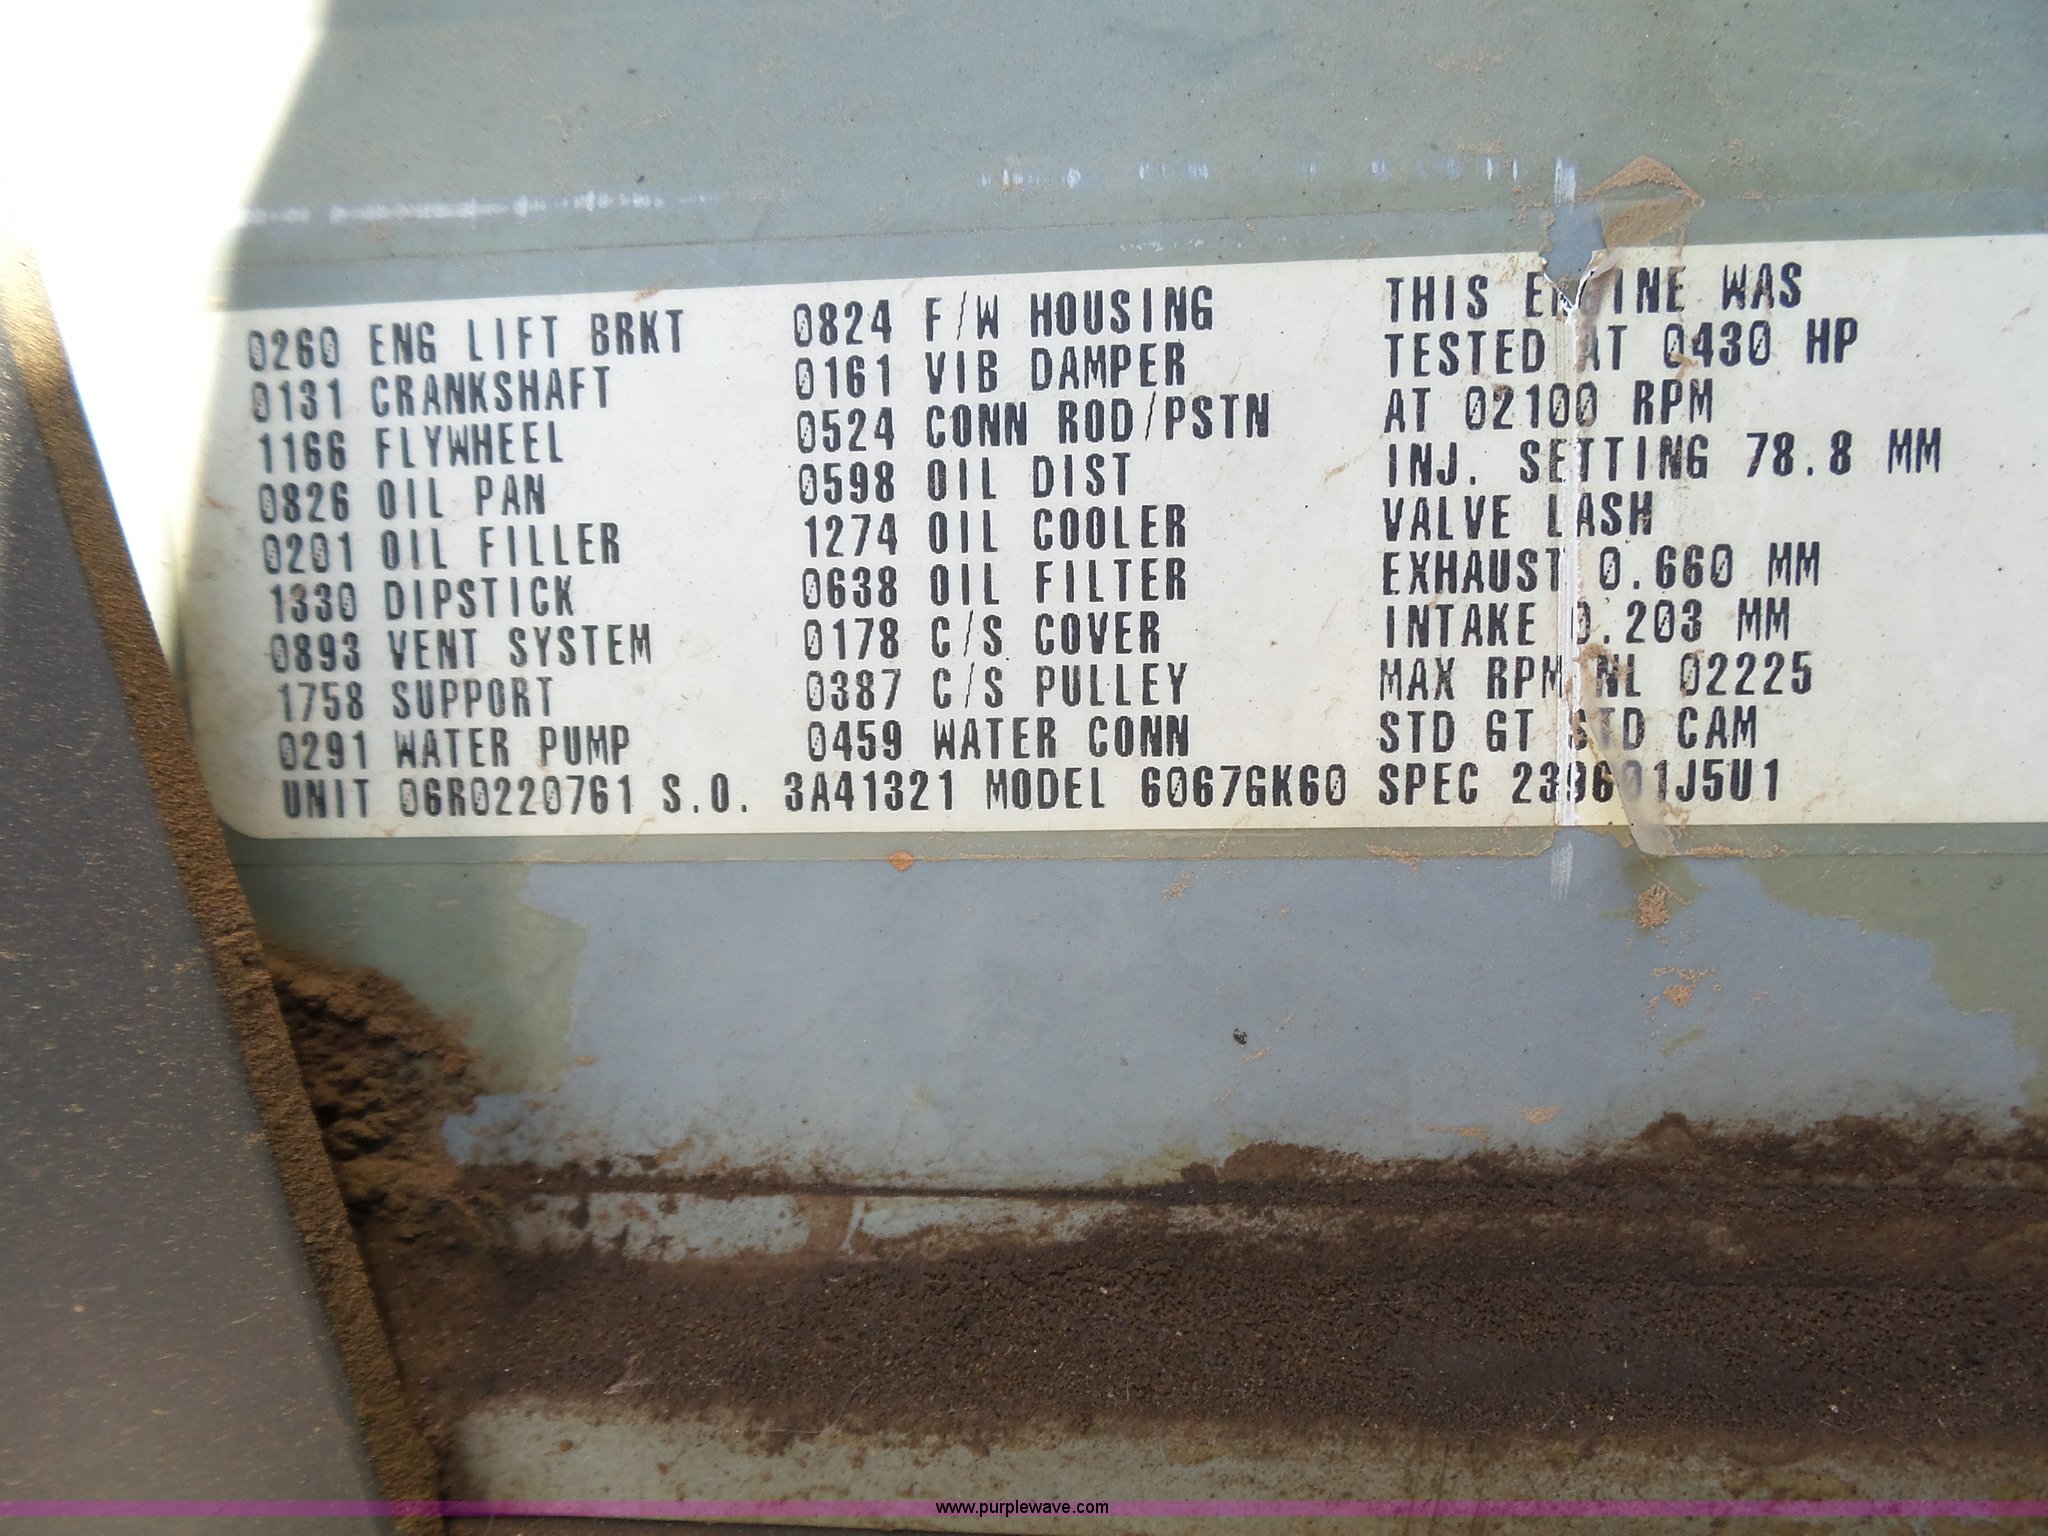 0260 ENG LIFT BRKT 0824 F/W HOUSING THIS ENGINE WAS
0131 CRANKSHAFT 0161 VIB DAMPER TESTED AT 0430 HP
1166 FLYWHEEL 0524 CONN ROD/PSTN AT 02100 RPM
0826 OIL PAN 0598 OIL DIST INJ. SETTING 78.8 MM
0201 OIL FILLER 1274 OIL COOLER VALVE LASH
1330 DIPSTICK 0638 OIL FILTER EXHAUST 0.660 MM
0893 VENT SYSTEM 0178 C/S COVER INTAKE 0.203 MM
1758 SUPPORT 0387 C/S PULLEY MAX RPM NL 02225
0291 WATER PUMP 0459 WATER CONN STD GT STD CAM
UNIT 06R0220761 S.O. 3A41321 MODEL 6067GK60 SPEC 239601J5U1
www.purplewave.com